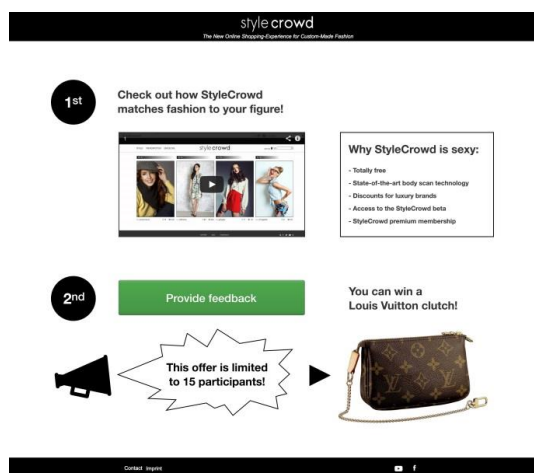 style crowd
The New Online Shopping-Experience for Custom-Made Fashion
1st
Check out how StyleCrowd
matches fashion to your figure!
style crowd
Why StyleCrowd is sexy:
- Totally free
- State-of-the-art body scan technology
- Discounts for luxury brands
- Access to the StyleCrowd beta
- StyleCrowd premium membership
2nd
Provide feedback
You can win a
Louis Vuitton clutch!
This offer is limited
to 15 participants!
Contact Imprint